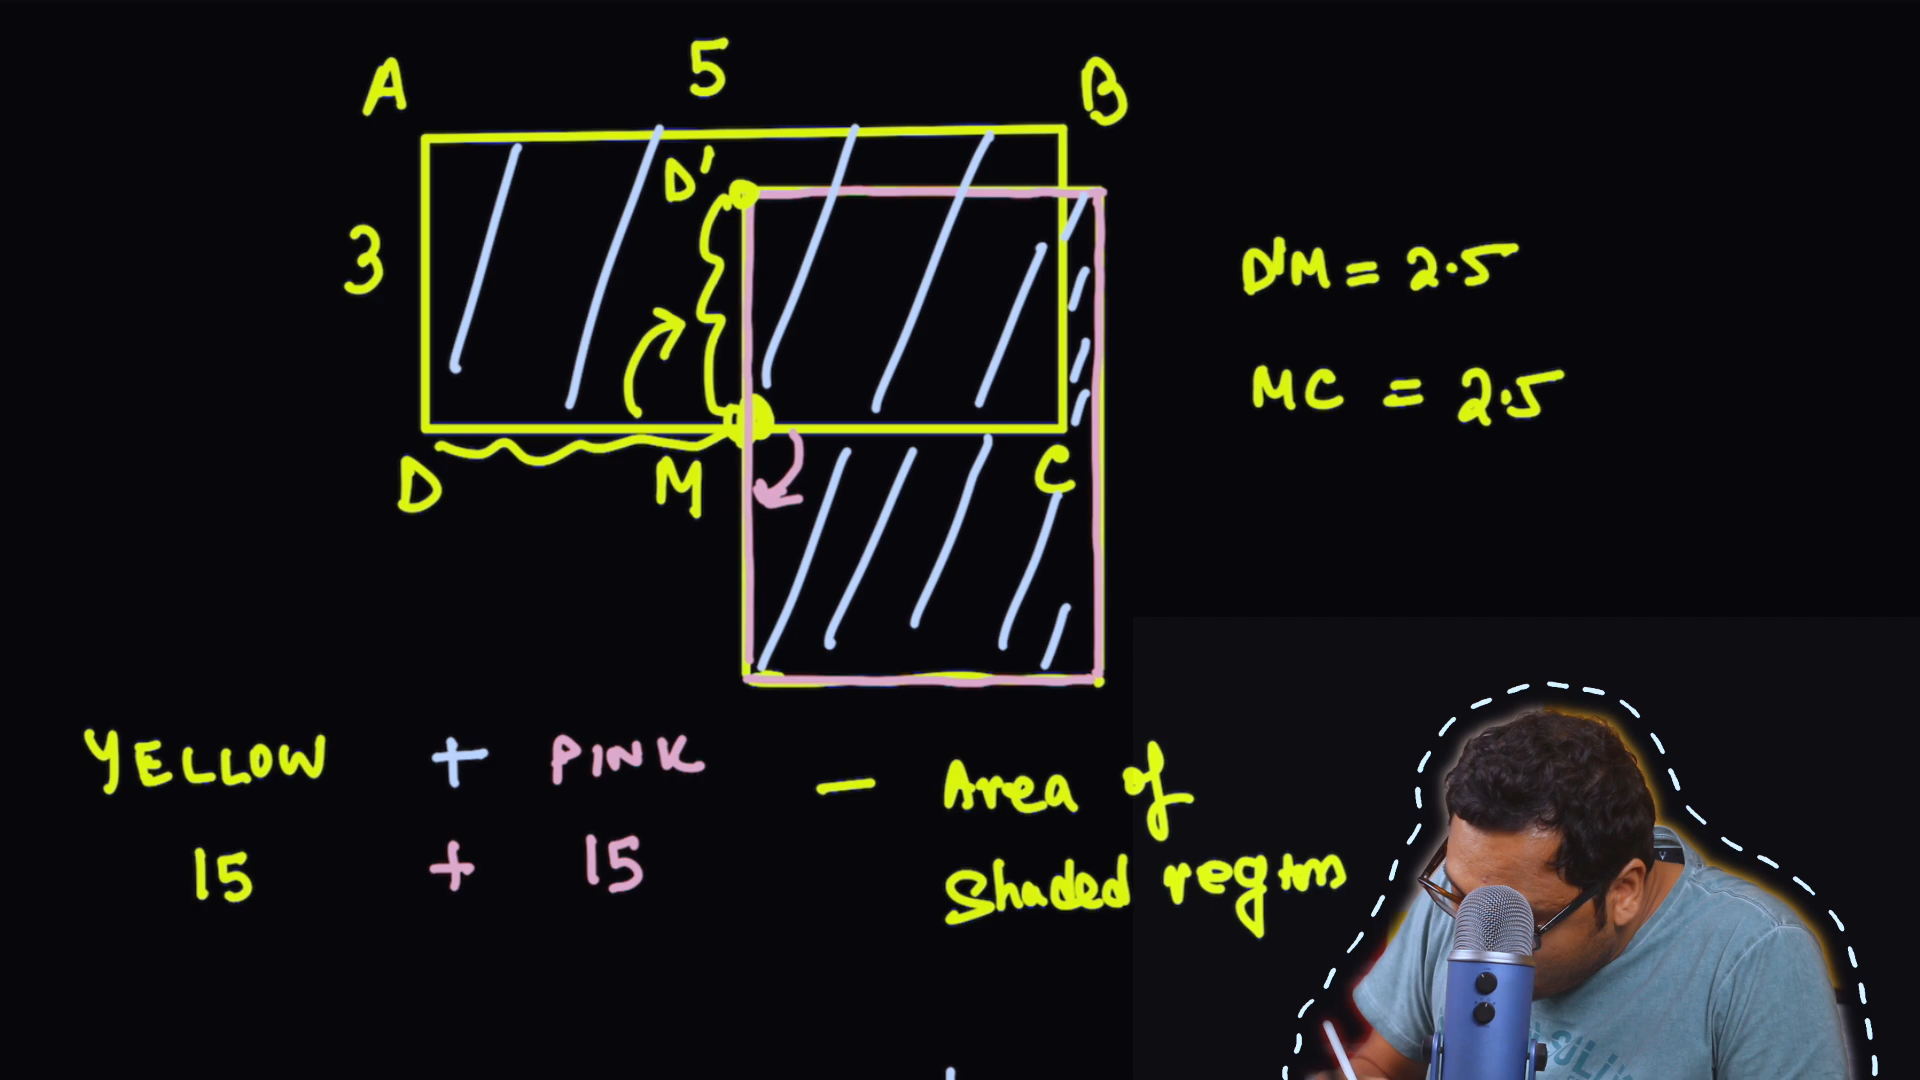 A 5 B
D'
3
D'M = 2.5
MC = 2.5
D M C
YELLOW + PINK - Area of
15 + 15 Shaded region